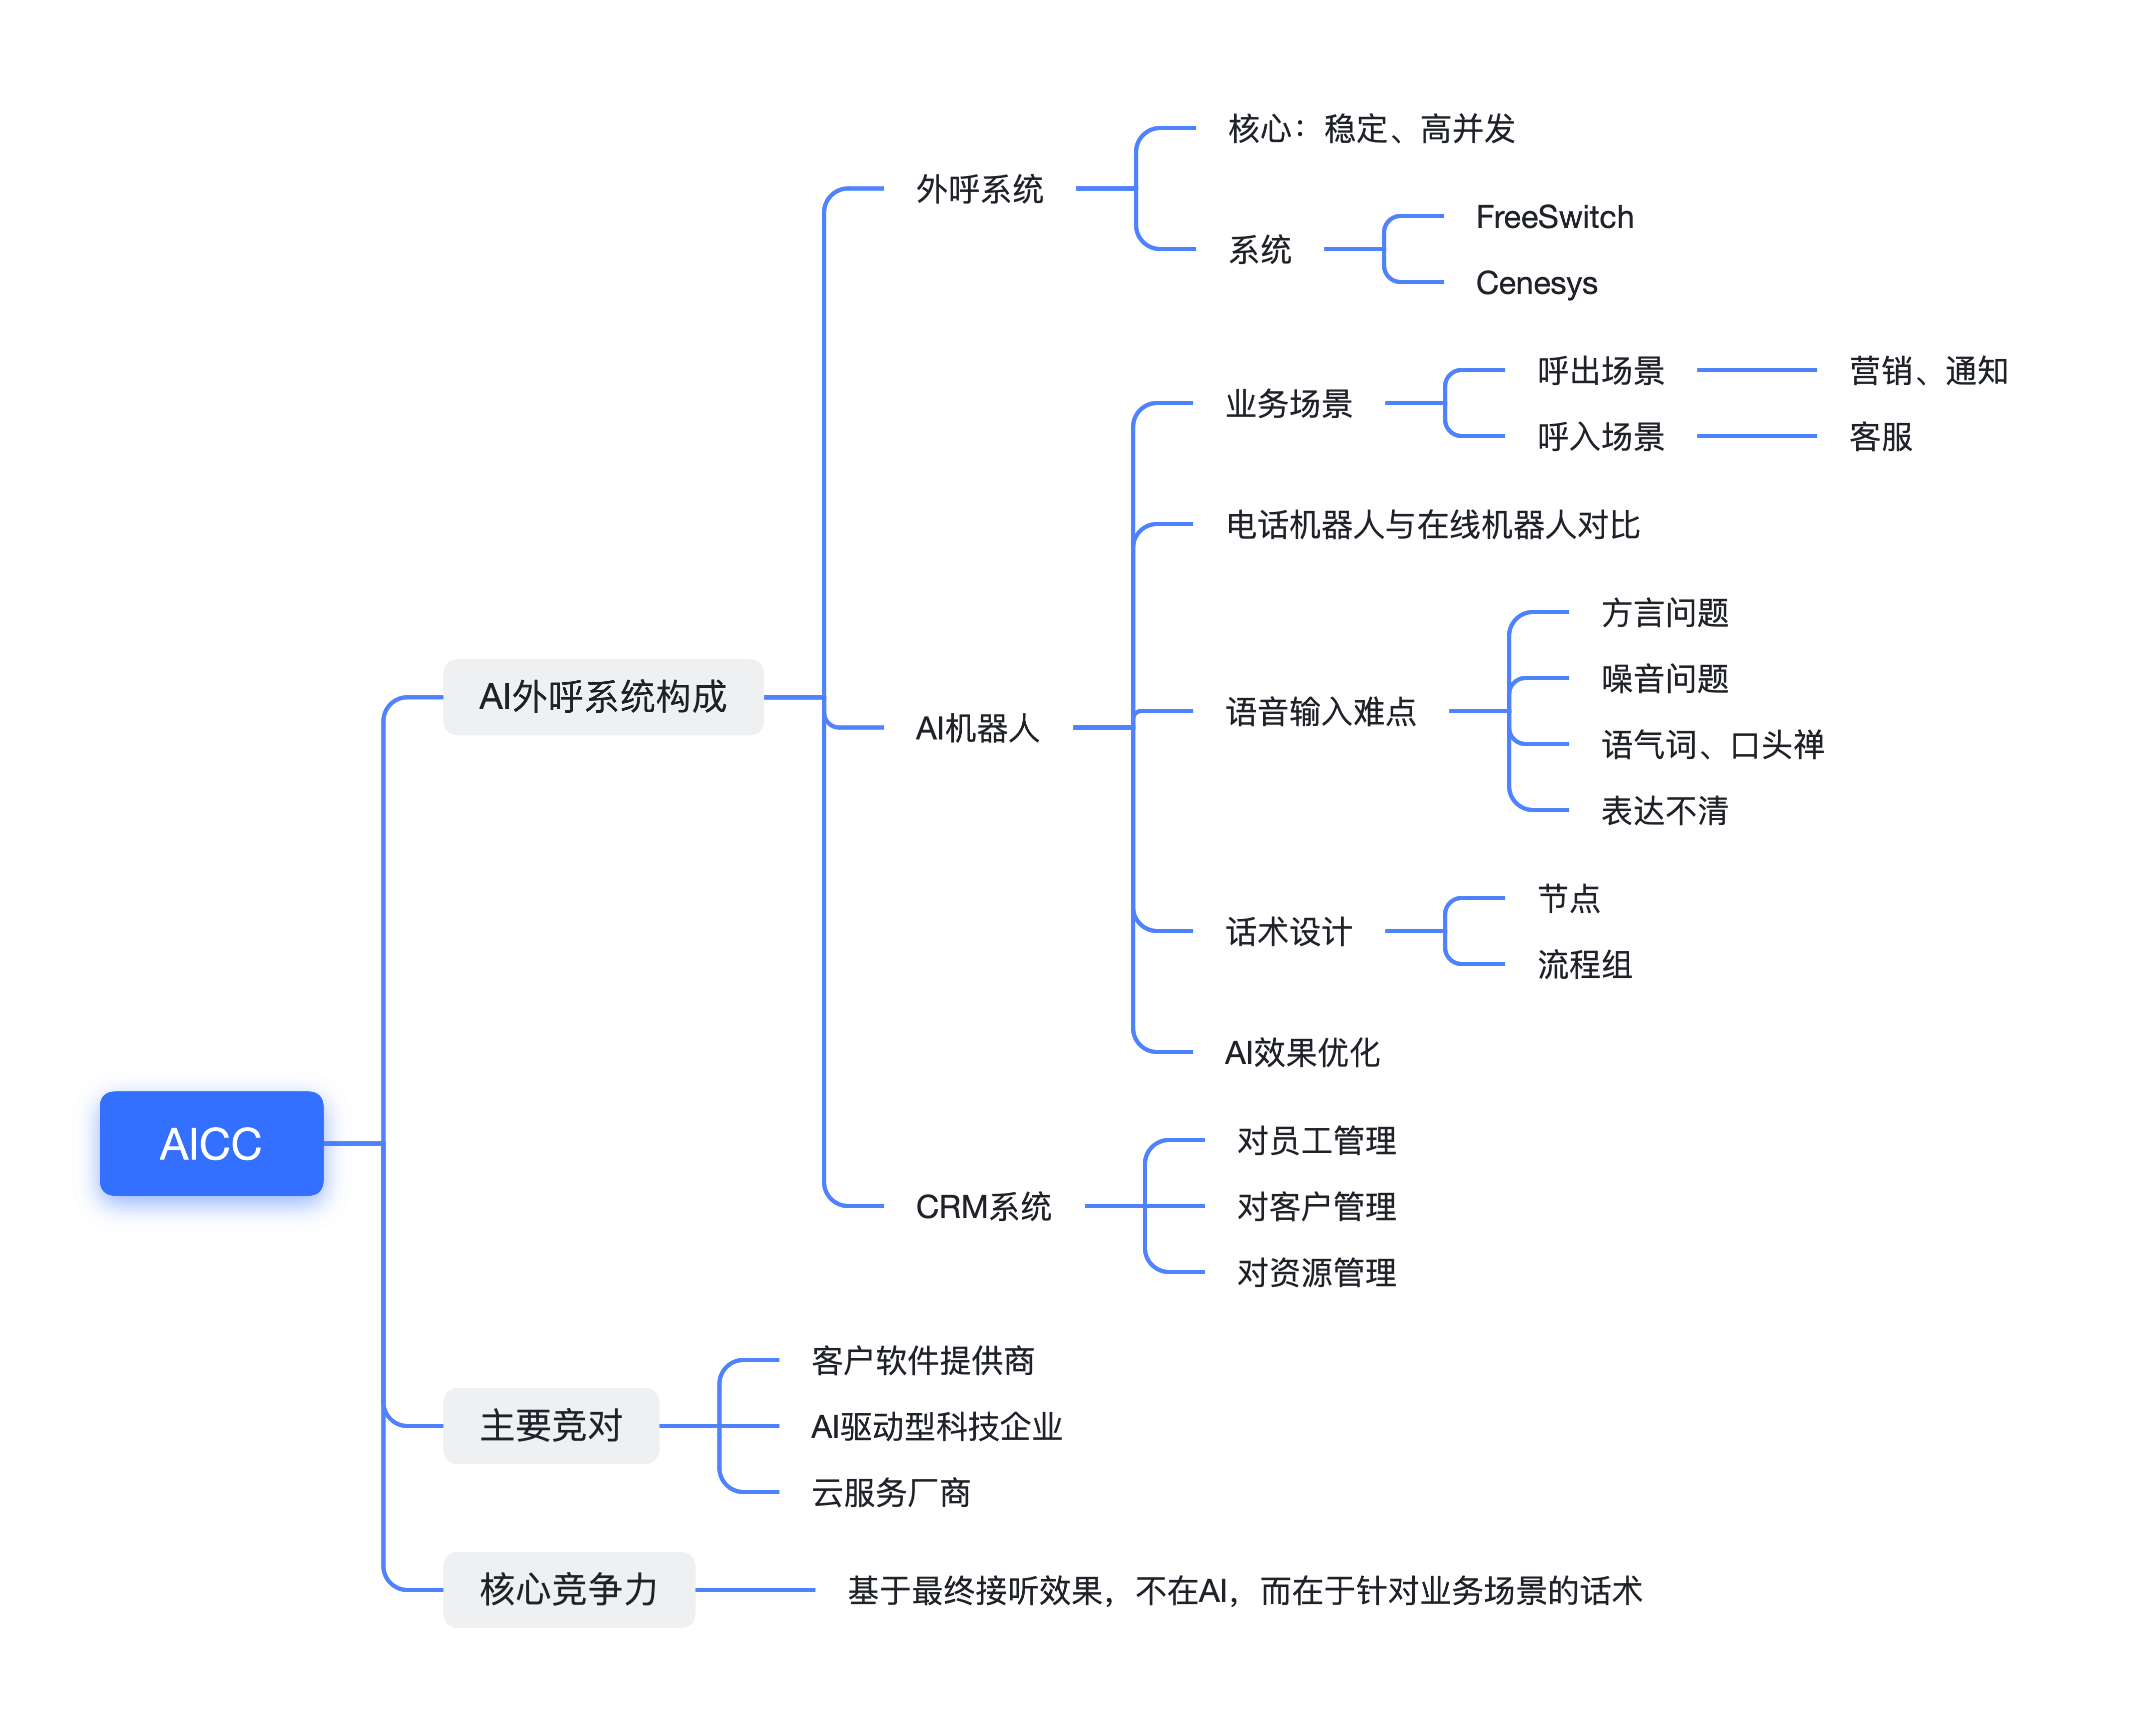 AICC
AI外呼系统构成
外呼系统
核心：稳定、高并发
系统
FreeSwitch
Cenesys
AI机器人
业务场景
呼出场景
营销、通知
呼入场景
客服
电话机器人与在线机器人对比
语音输入难点
方言问题
噪音问题
语气词、口头禅
表达不清
话术设计
节点
流程组
AI效果优化
CRM系统
对员工管理
对客户管理
对资源管理
主要竞对
客户软件提供商
AI驱动型科技企业
云服务厂商
核心竞争力
基于最终接听效果，不在AI，而在于针对业务场景的话术